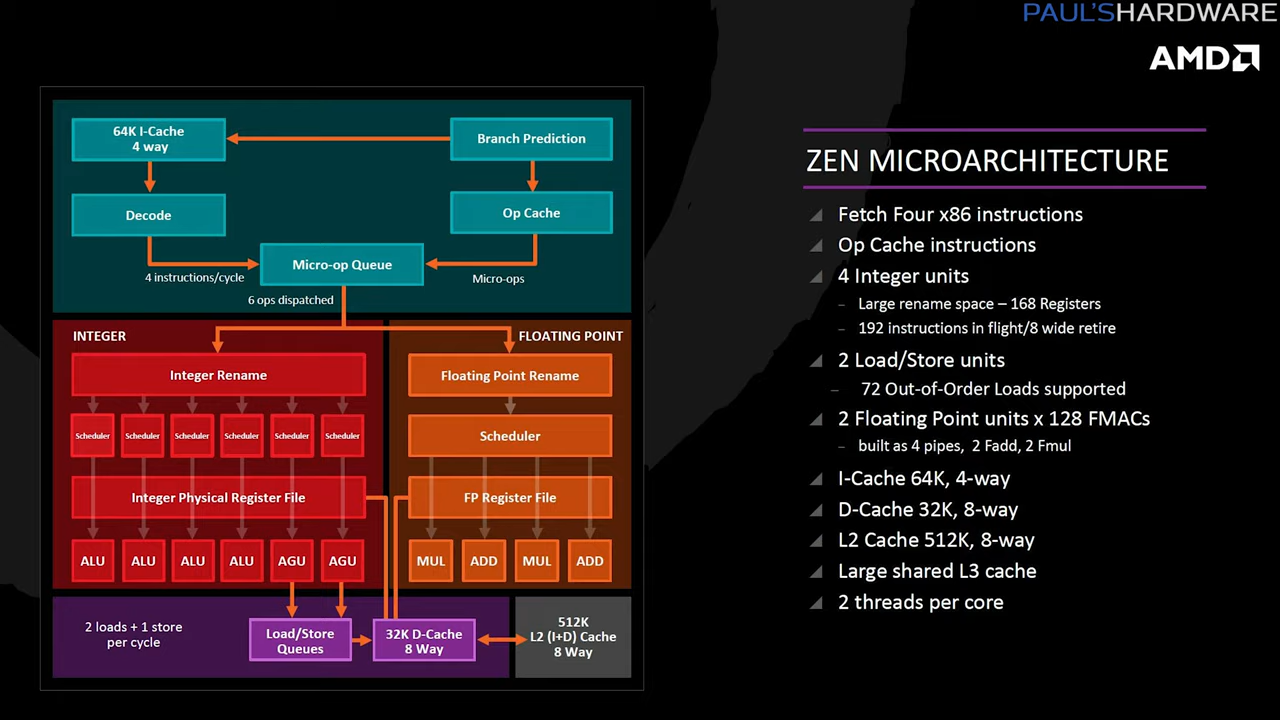 PAUL'SHARDWARE
AMD
64K I-Cache
4 way
Branch Prediction
Decode
Op Cache
Micro-op Queue
4 instructions/cycle
Micro-ops
6 ops dispatched
INTEGER
FLOATING POINT
Integer Rename
Floating Point Rename
Scheduler
Scheduler
Scheduler
Scheduler
Scheduler
Scheduler
Scheduler
Integer Physical Register File
FP Register File
ALU
ALU
ALU
ALU
AGU
AGU
MUL
ADD
MUL
ADD
2 loads + 1 store
per cycle
Load/Store
Queues
32K D-Cache
8 Way
512K
L2 (I+D) Cache
8 Way
ZEN MICROARCHITECTURE
Fetch Four x86 instructions
Op Cache instructions
4 Integer units
– Large rename space – 168 Registers
– 192 instructions in flight/8 wide retire
2 Load/Store units
– 72 Out-of-Order Loads supported
2 Floating Point units x 128 FMACs
– built as 4 pipes, 2 Fadd, 2 Fmul
I-Cache 64K, 4-way
D-Cache 32K, 8-way
L2 Cache 512K, 8-way
Large shared L3 cache
2 threads per core